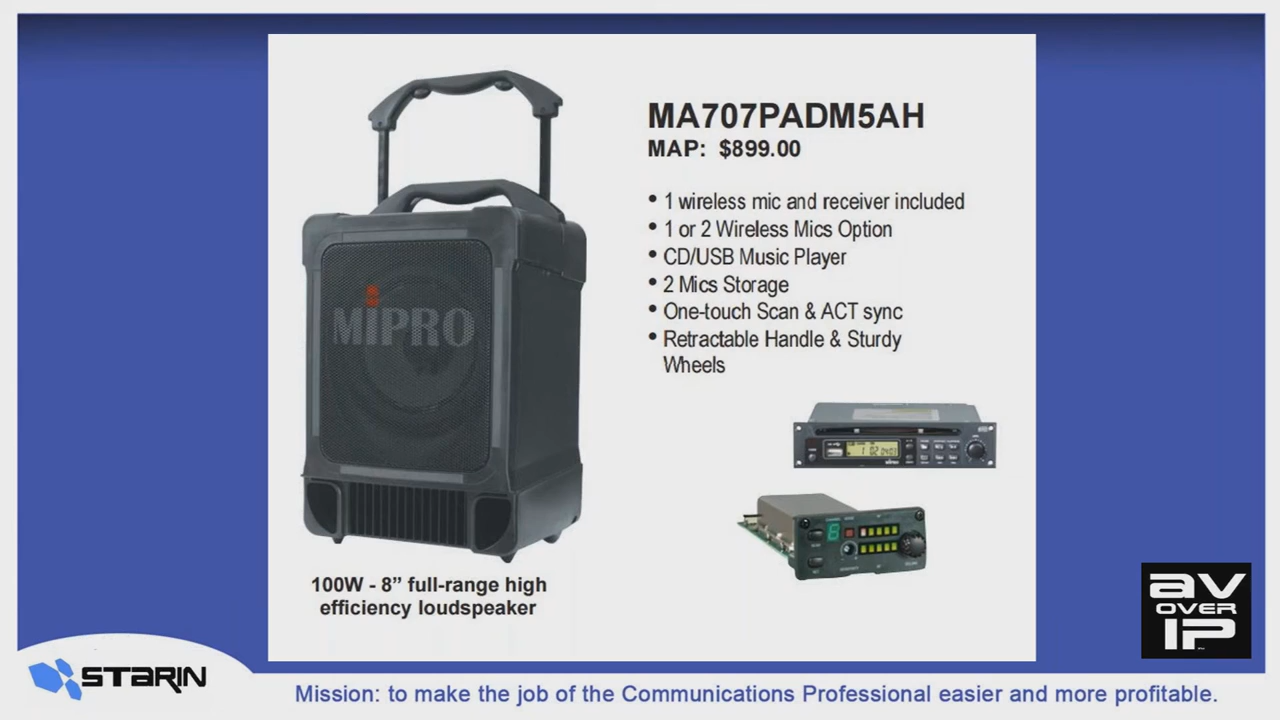 MA707PADM5AH
MAP: $899.00
• 1 wireless mic and receiver included
• 1 or 2 Wireless Mics Option
• CD/USB Music Player
• 2 Mics Storage
• One-touch Scan & ACT sync
• Retractable Handle & Sturdy
Wheels
MIPRO
100W - 8” full-range high
efficiency loudspeaker
av
OVER
IP
STARIN
Mission: to make the job of the Communications Professional easier and more profitable.